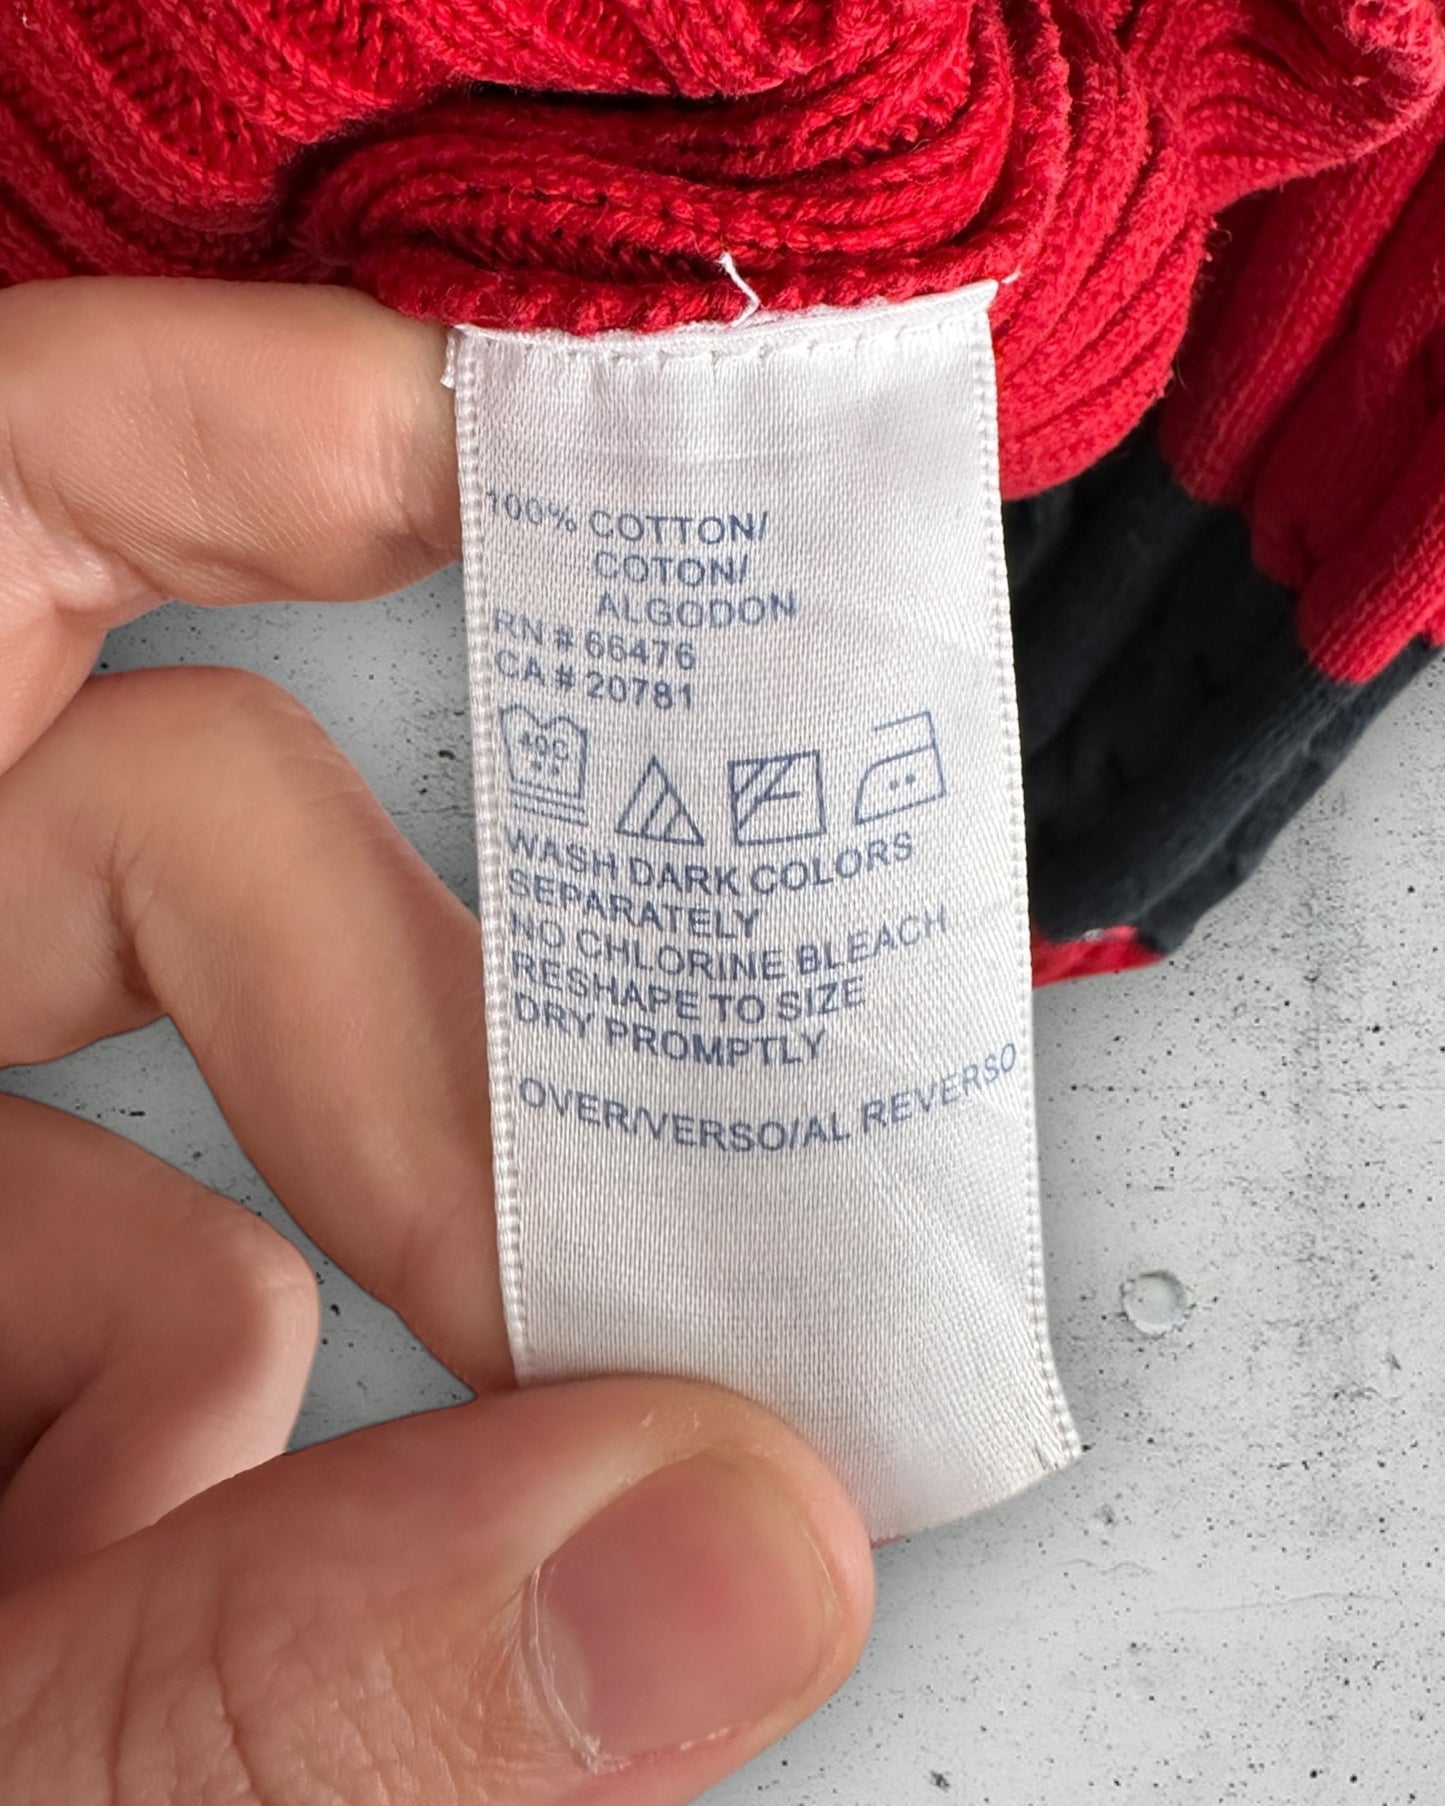 100% COTTON/
COTON/
ALGODON
RN # 66476
CA # 20781
40C
WASH DARK COLORS
SEPARATELY
NO CHLORINE BLEACH
RESHAPE TO SIZE
DRY PROMPTLY
OVER/VERSO/AL REVERSO